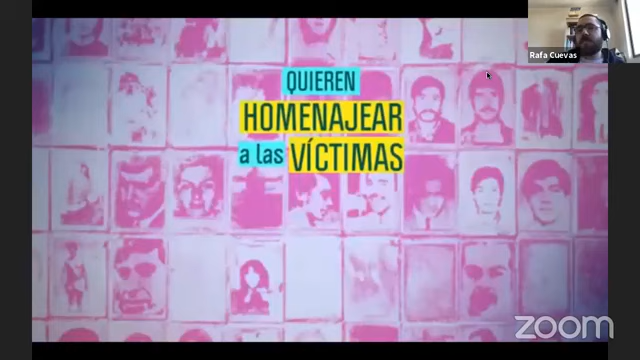 Rafa Cuevas
QUIEREN
HOMENAJEAR
a las VÍCTIMAS
zoom